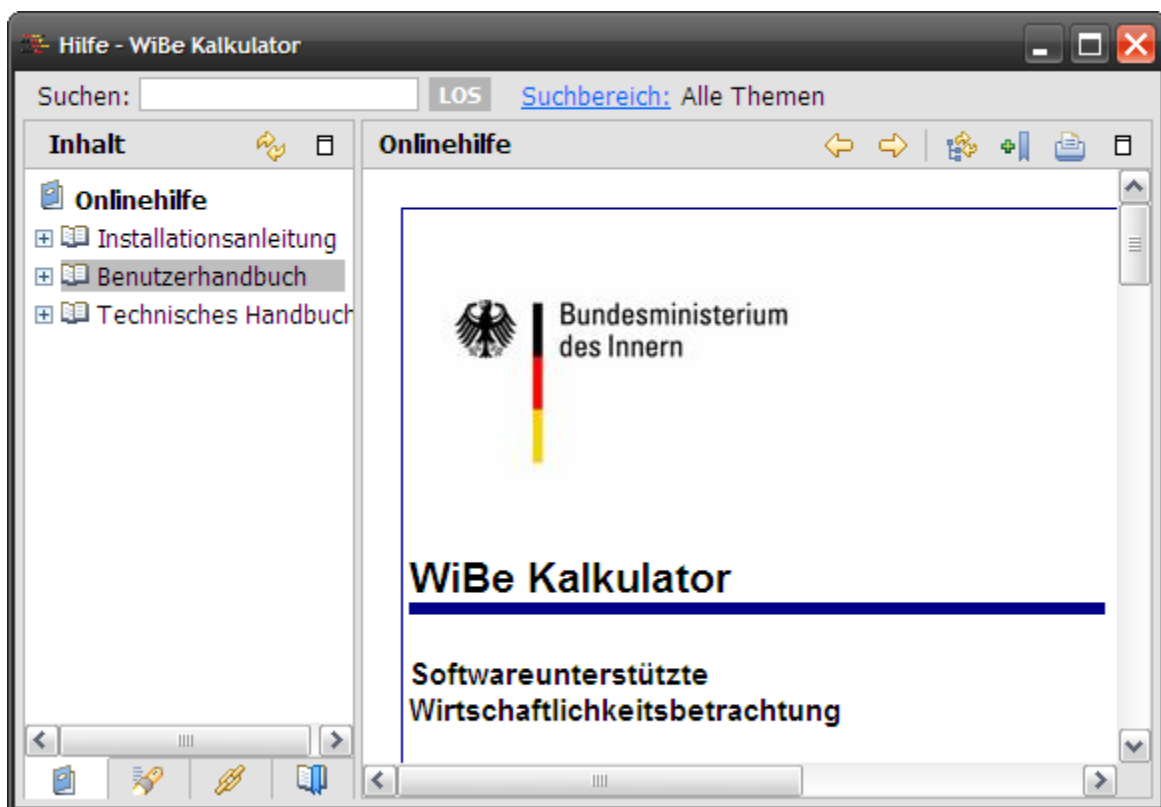 Hilfe - WiBe Kalkulator
Suchen:
LOS
Suchbereich: Alle Themen
Inhalt
Onlinehilfe
Installationsanleitung
Benutzerhandbuch
Technisches Handbuch
Onlinehilfe
Bundesministerium
des Innern
WiBe Kalkulator
Softwareunterstützte
Wirtschaftlichkeitsbetrachtung